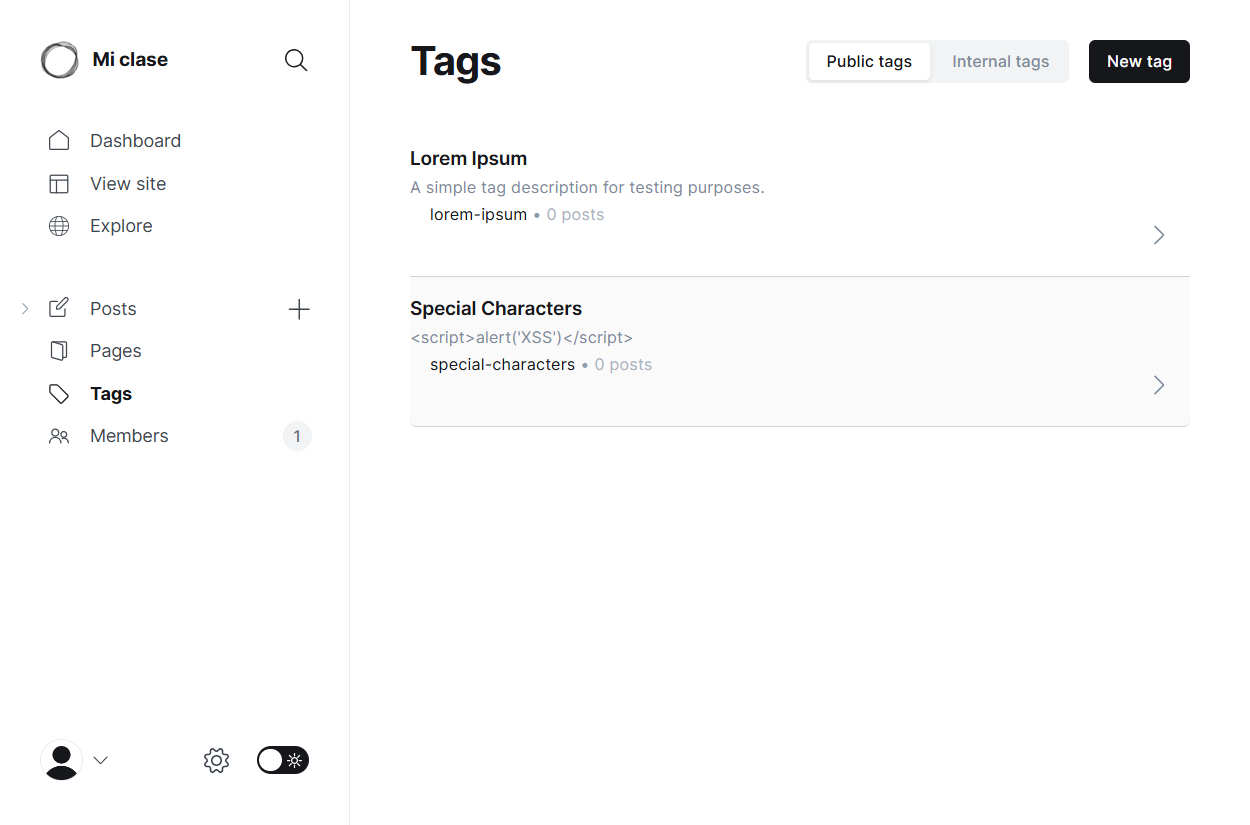 Mi clase
Dashboard
View site
Explore
Posts
Pages
Tags
Members
1
Tags
Public tags
Internal tags
New tag
Lorem Ipsum
A simple tag description for testing purposes.
lorem-ipsum • 0 posts
Special Characters
<script>alert('XSS')</script>
special-characters • 0 posts